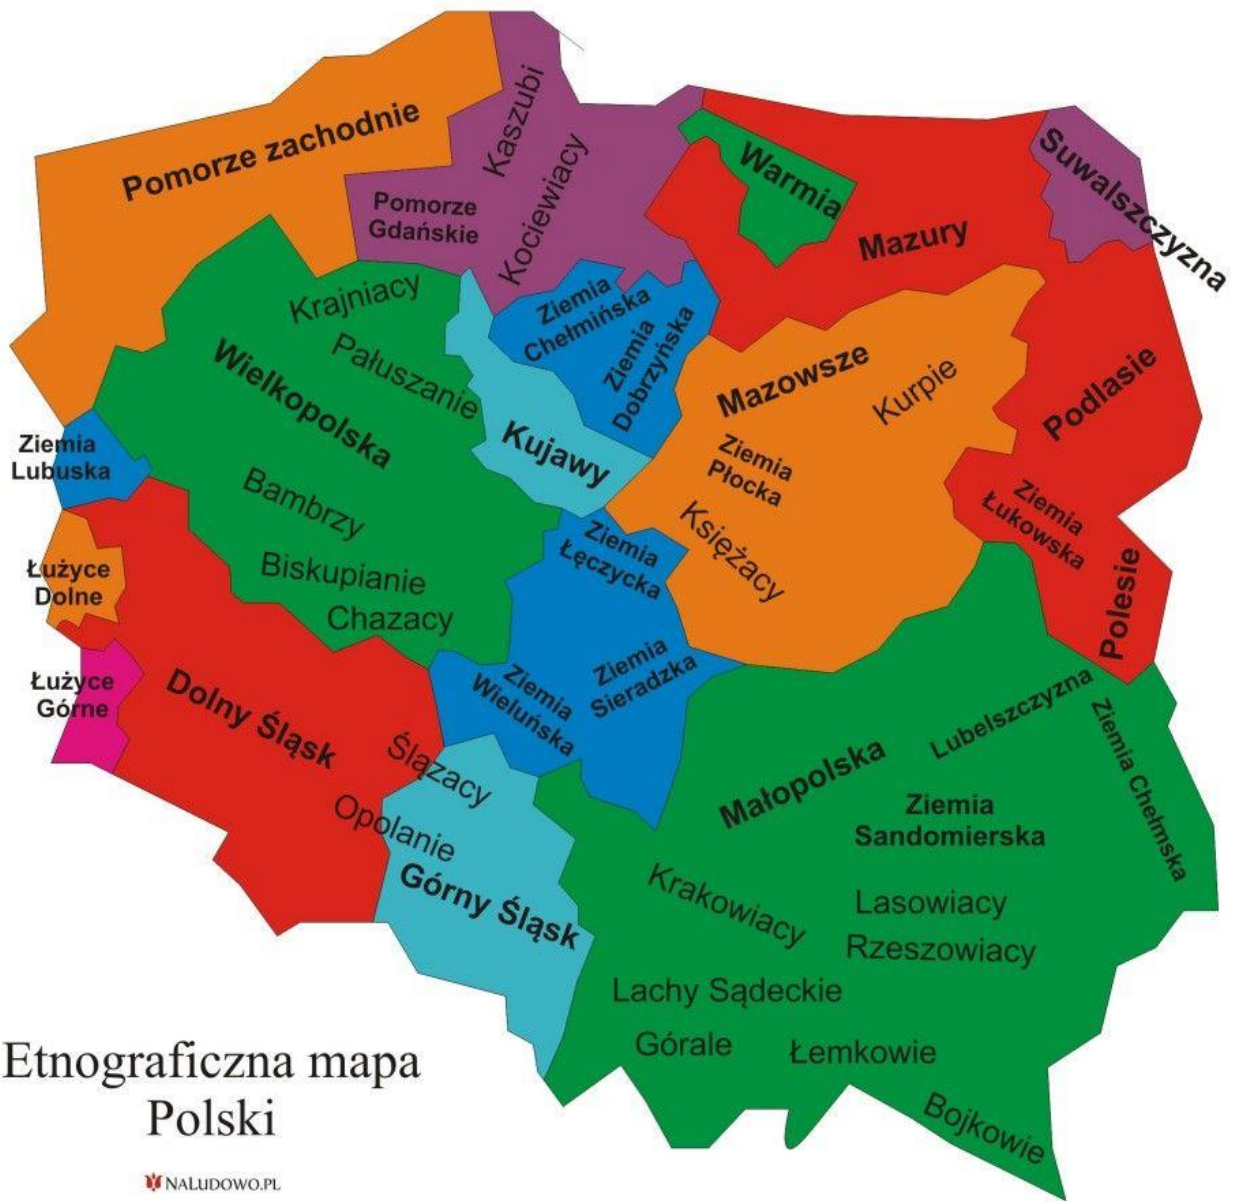 Pomorze zachodnie
Kaszubi
Kociewiacy
Pomorze
Gdańskie
Warmia
Mazury
Suwalszczyzna
Krajniacy
Pałuszanie
Wielkopolska
Ziemia
Chełmińska
Ziemia
Dobrzyńska
Mazowsze
Kurpie
Podlasie
Ziemia
Lubuska
Kujawy
Ziemia
Płocka
Bambrzy
Księżacy
Ziemia
Łukowska
Ziemia
Łęczycka
Łużyce
Dolne
Biskupianie
Chazacy
Polesie
Łużyce
Górne
Dolny Śląsk
Ziemia
Wieluńska
Ziemia
Sieradzka
Lubelszczyzna
Ziemia Chełmska
Ślązacy
Opolanie
Górny Śląsk
Małopolska
Ziemia
Sandomierska
Krakowiacy
Lasowiacy
Rzeszowiacy
Lachy Sądeckie
Górale
Łemkowie
Bojkowie
Etnograficzna mapa
Polski
NALUDOWO.PL